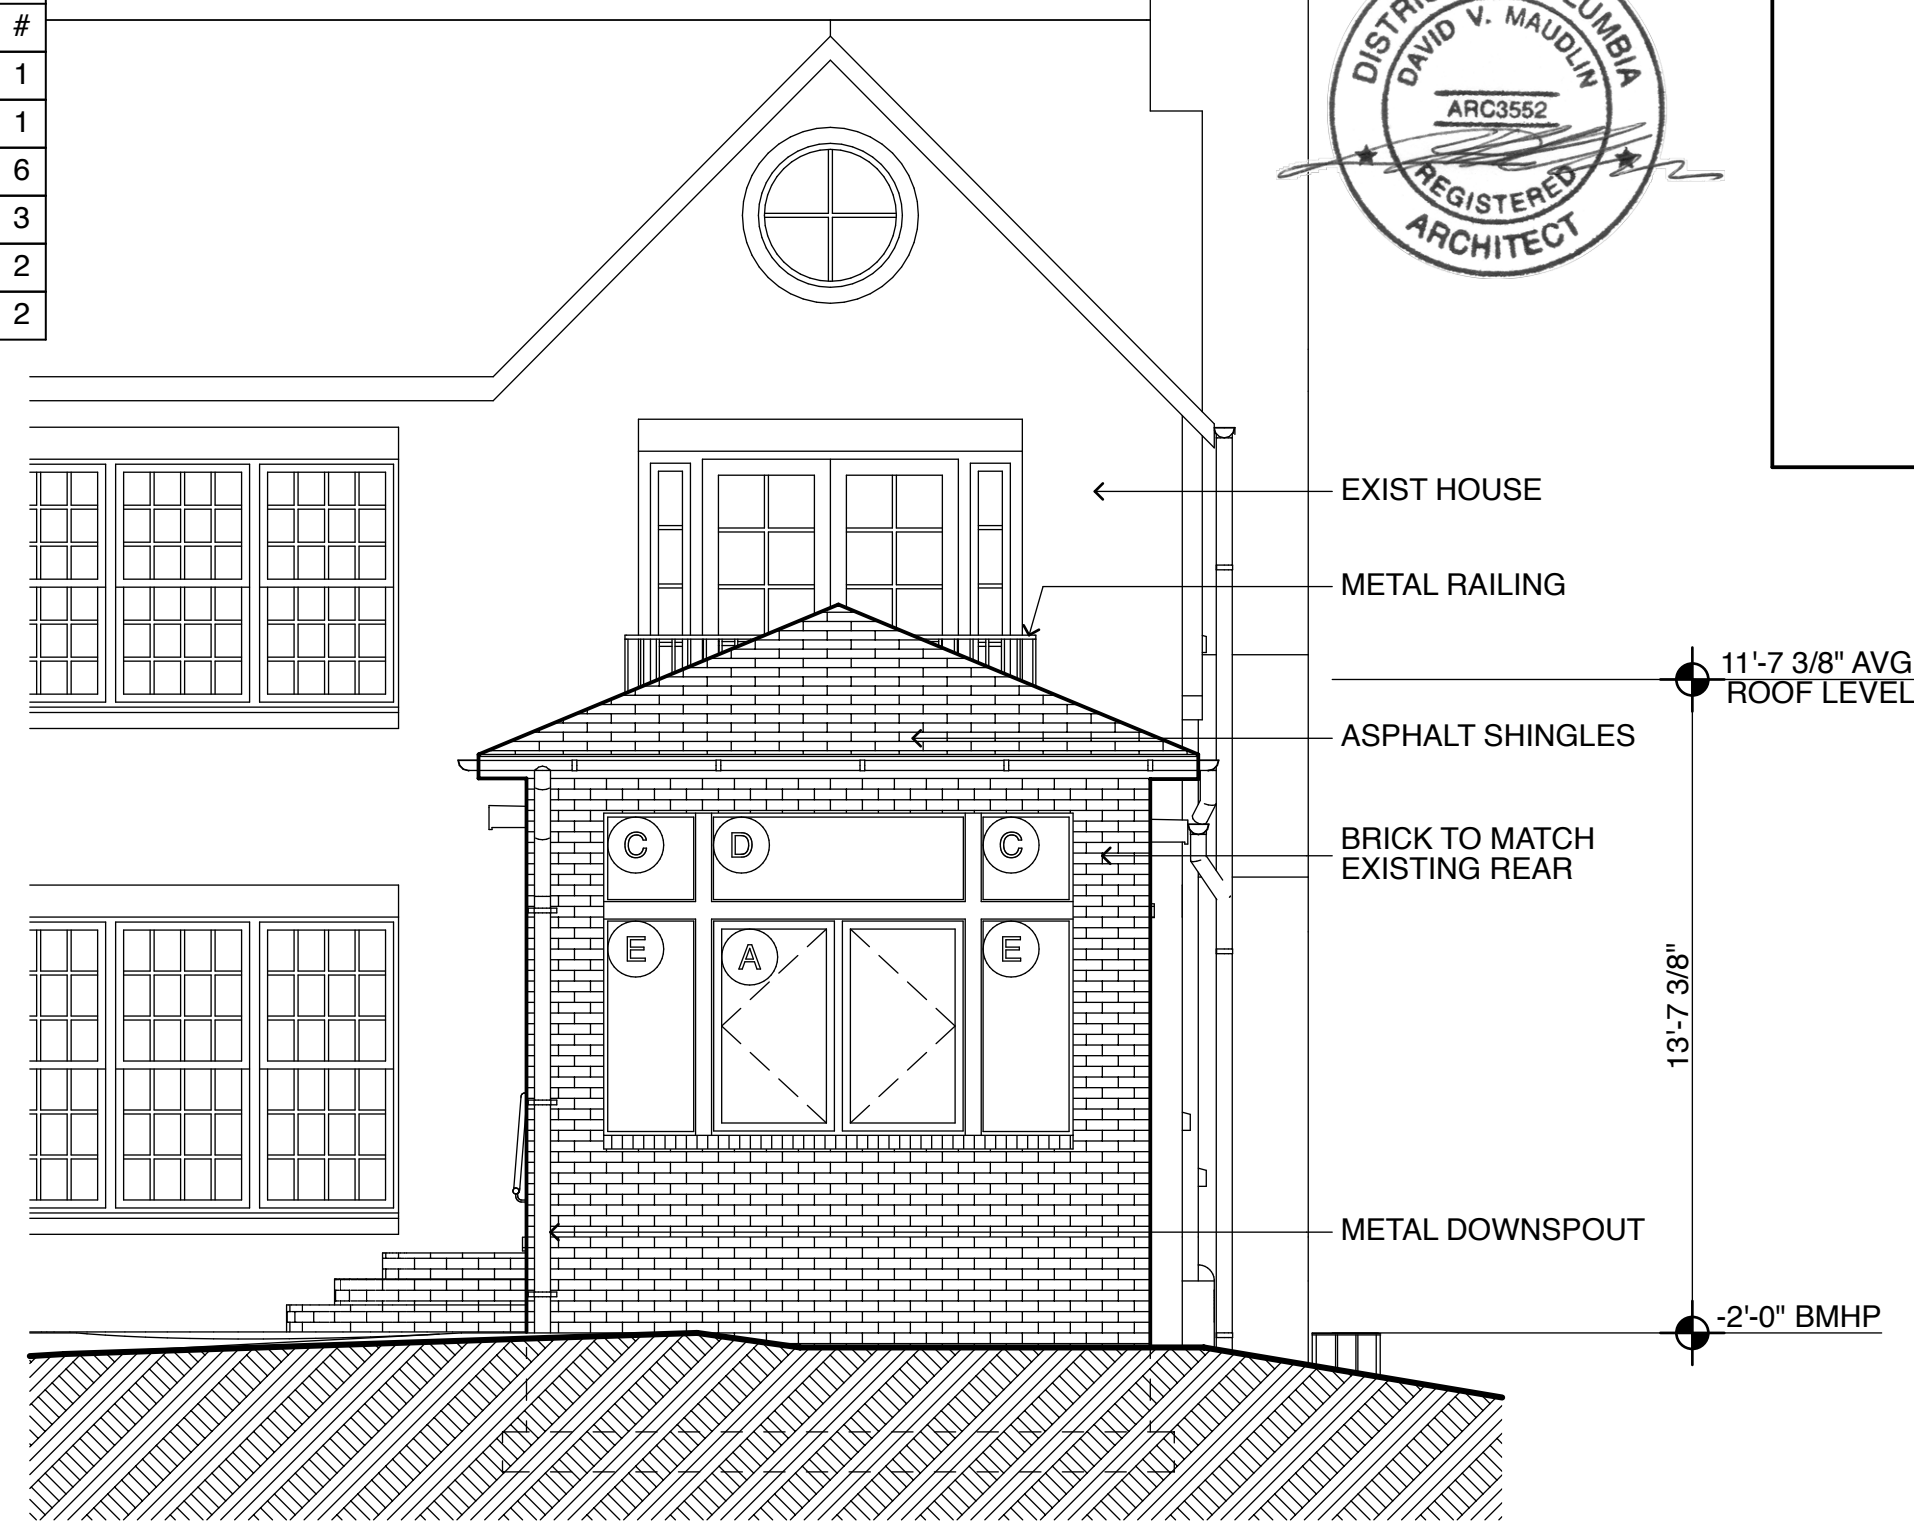 #
1
1
6
3
2
2
DAVID V. MAUDLIN
ARC3552
REGISTERED
ARCHITECT
EXIST HOUSE
METAL RAILING
11'-7 3/8" AVG
ROOF LEVEL
ASPHALT SHINGLES
BRICK TO MATCH
EXISTING REAR
C
D
C
E
A
E
13'-7 3/8"
METAL DOWNSPOUT
-2'-0" BMHP